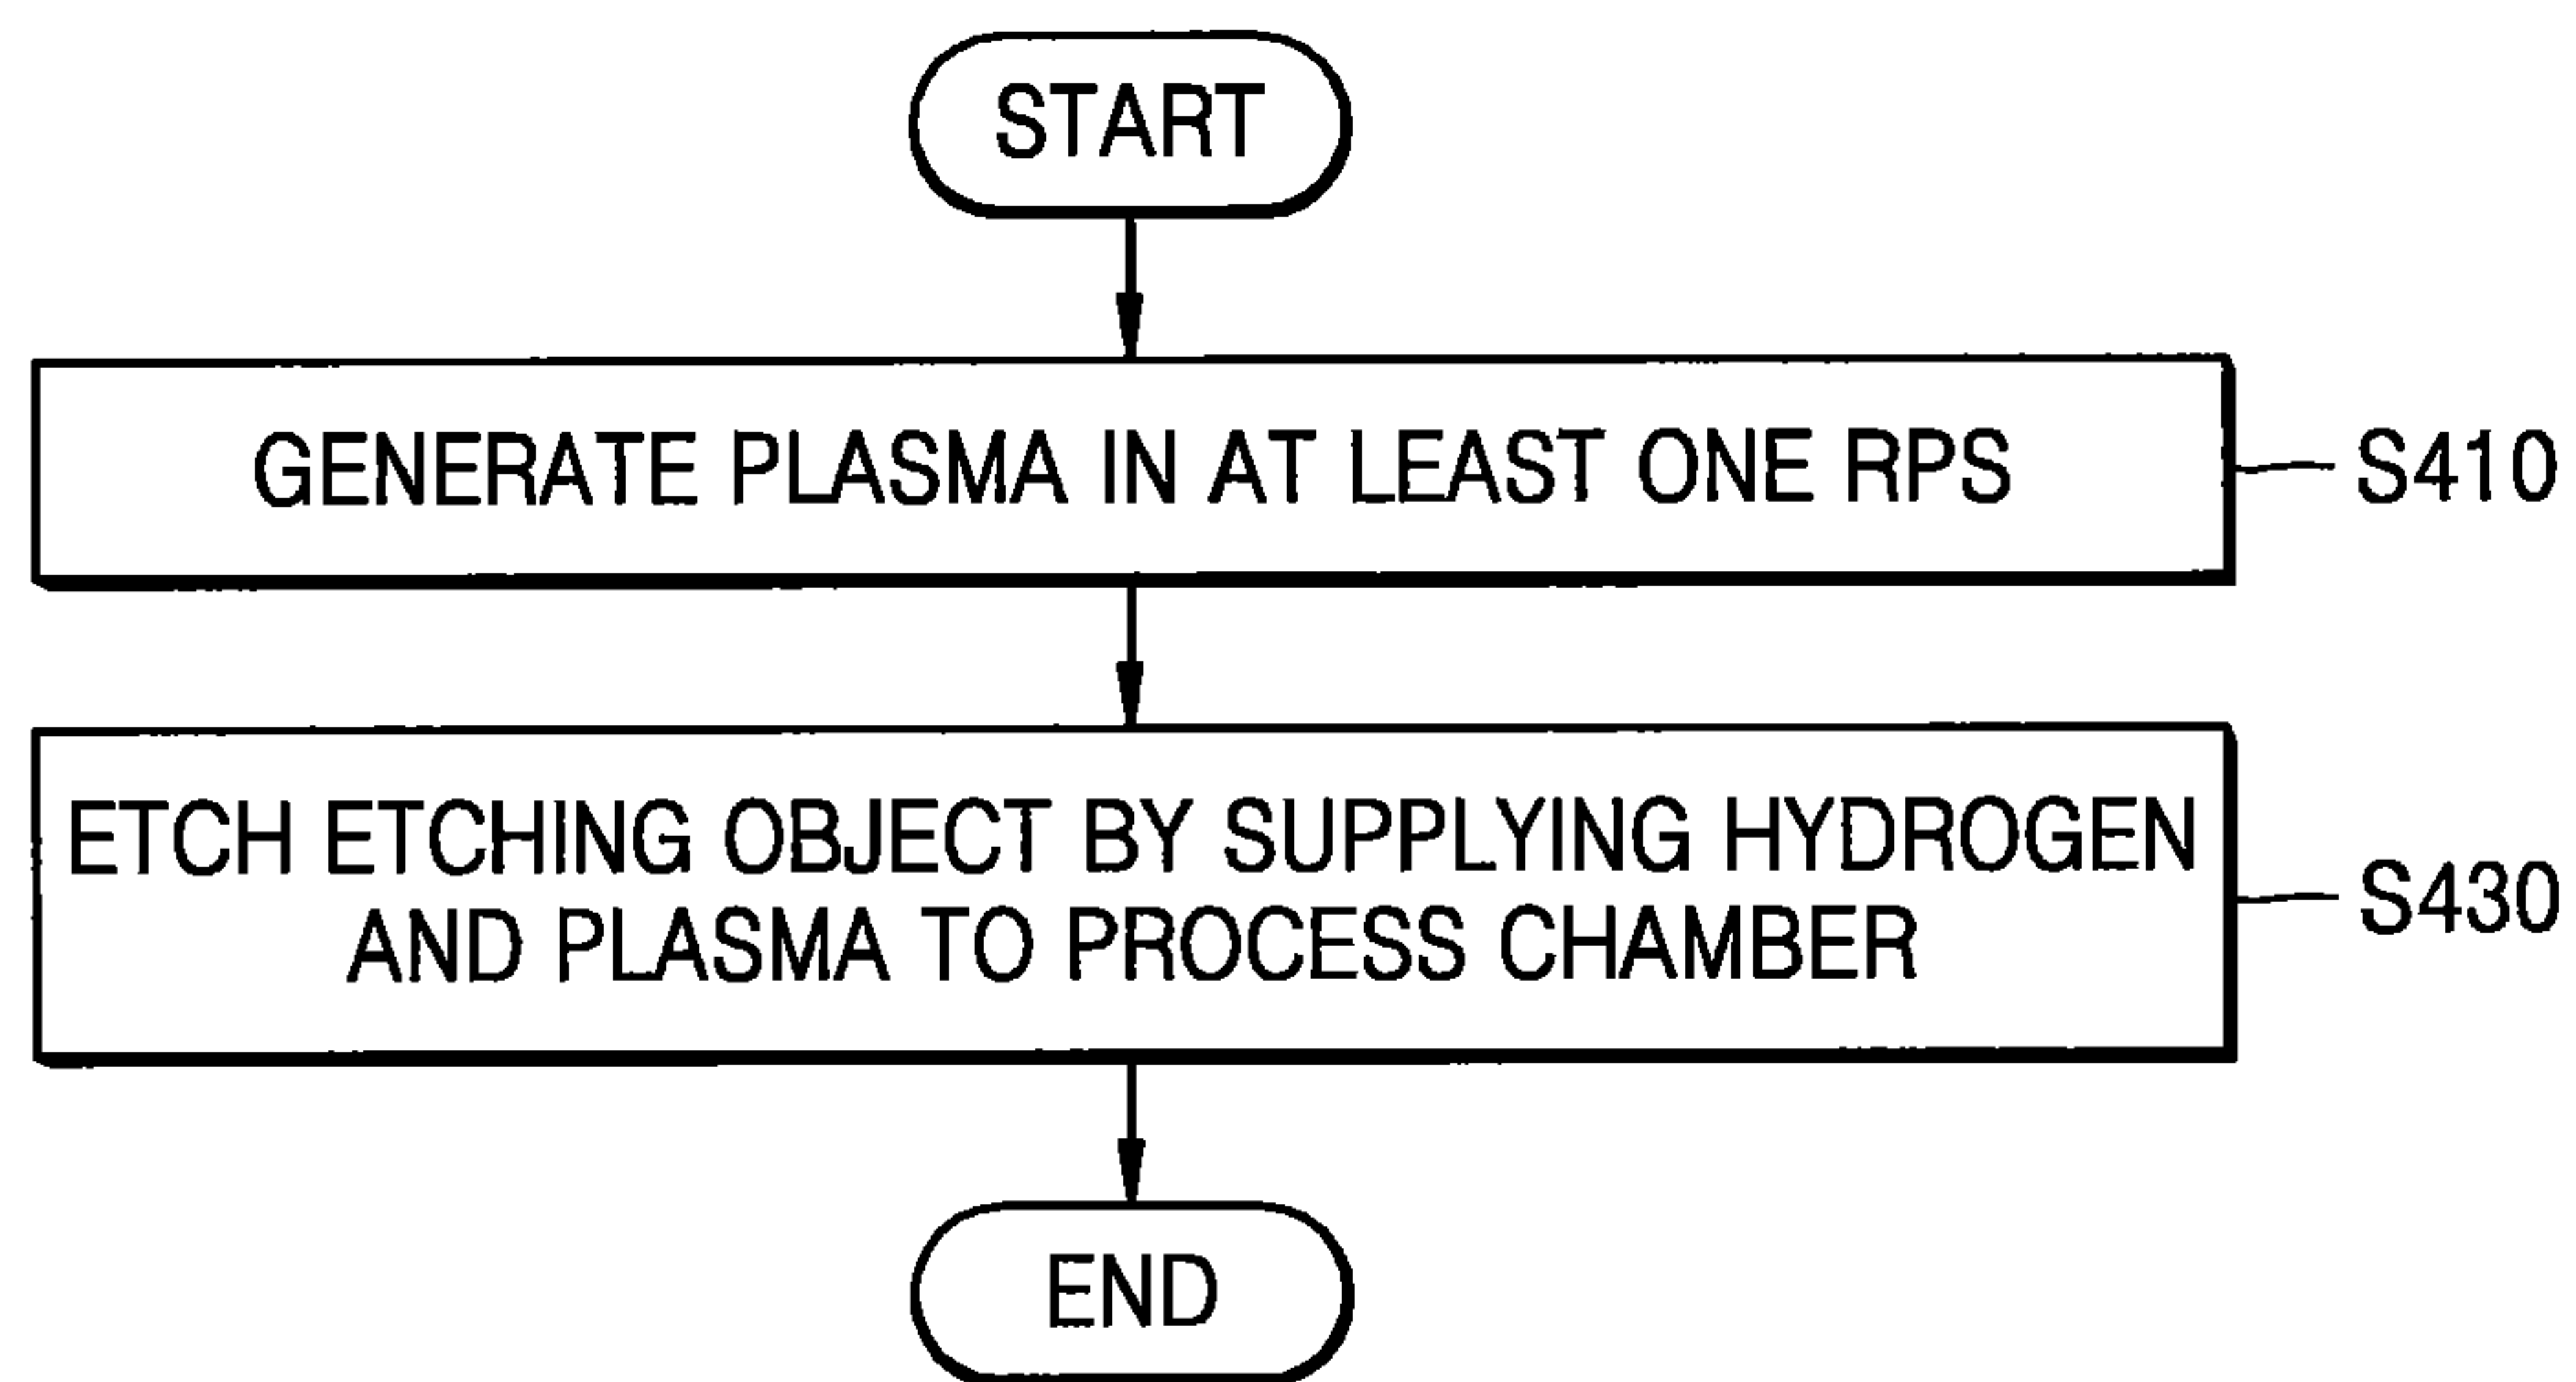 START
GENERATE PLASMA IN AT LEAST ONE RPS
S410
ETCH ETCHING OBJECT BY SUPPLYING HYDROGEN
AND PLASMA TO PROCESS CHAMBER
S430
END